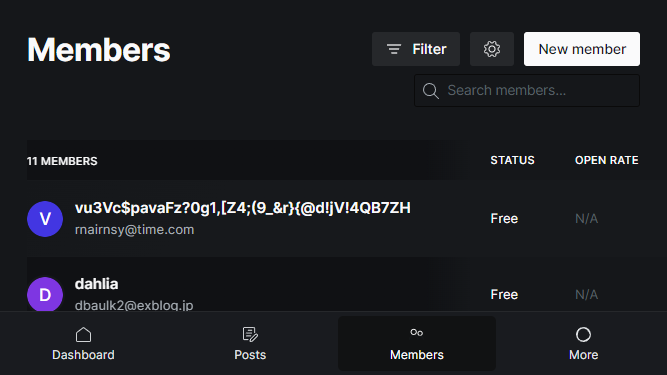 Members
Filter
New member
Search members...
11 MEMBERS STATUS OPEN RATE
V vu3Vc$pavaFz?0g1,[Z4;(9_&r}{@d!jV!4QB7ZH
rnairnsy@time.com
Free N/A
D dahlia
dbaulk2@exblog.jp
Free N/A
Dashboard Posts Members More